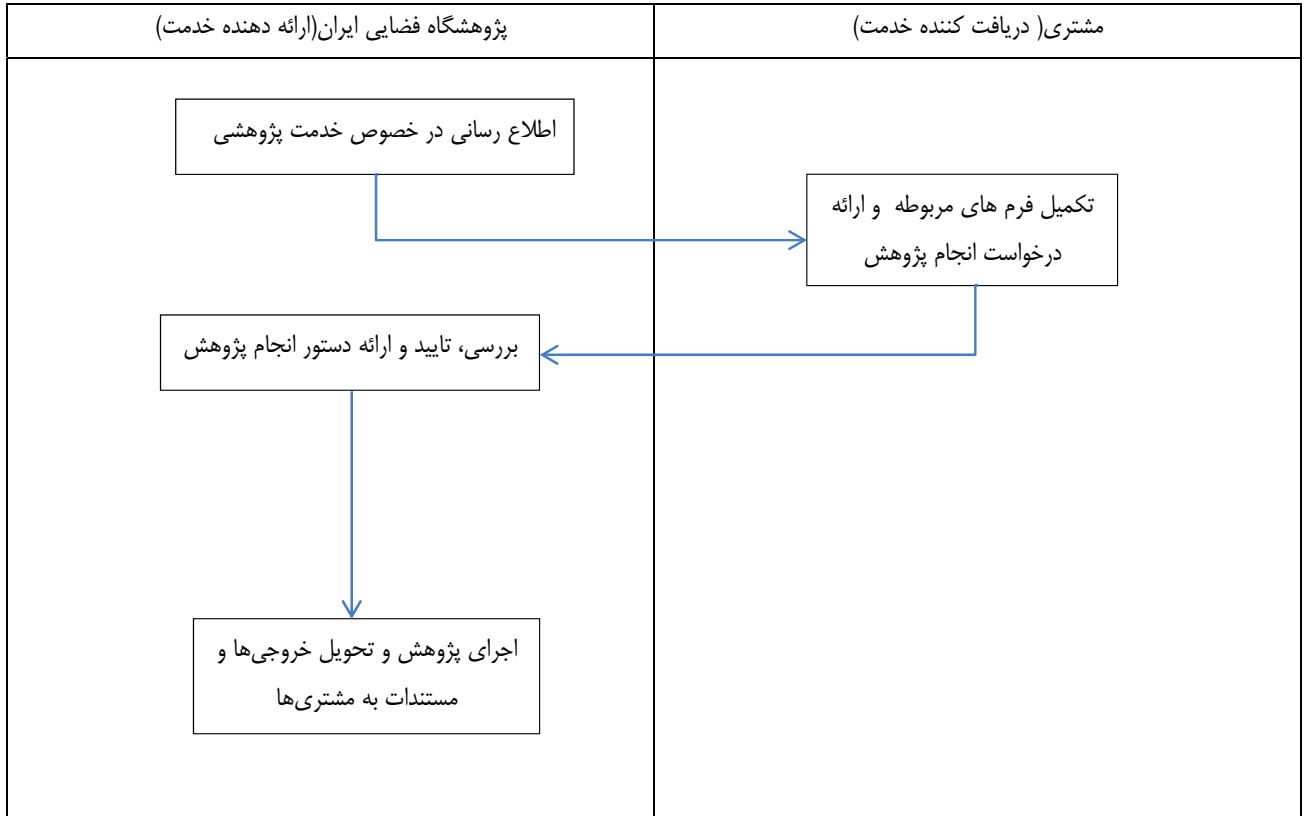 مشتری( دریافت کننده خدمت)
پژوهشگاه فضایی ایران(ارائه دهنده خدمت)
اطلاع رسانی در خصوص خدمت پژوهشی
تکمیل فرم های مربوطه و ارائه
درخواست انجام پژوهش
بررسی، تایید و ارائه دستور انجام پژوهش
اجرای پژوهش و تحویل خروجی‌ها و
مستندات به مشتری‌ها